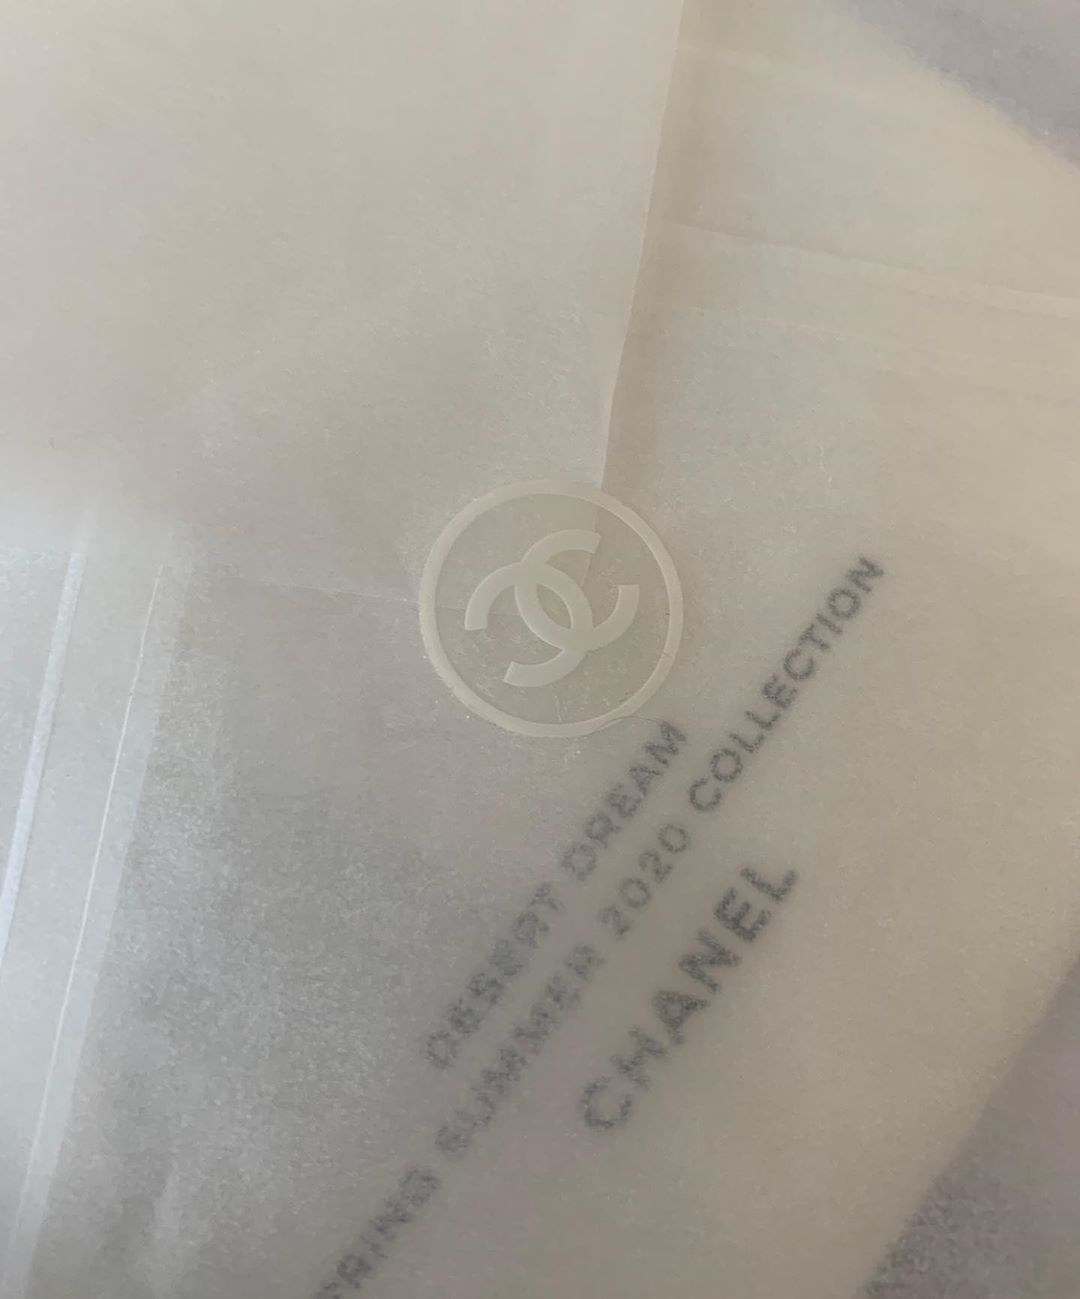 DESERT DREAM
SUMMER 2020 COLLECTION
CHANEL